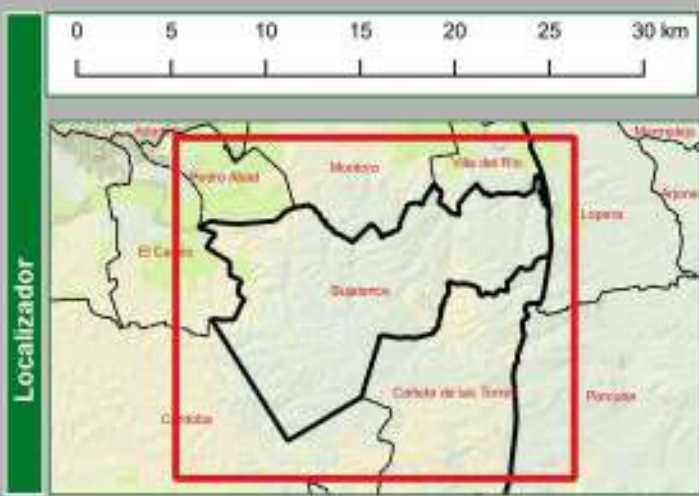 0 5 10 15 20 25 30 km
Localizador
Pedro Abad
Montoro
Villa del Río
Lopera
El Carpio
Bujalance
Cañete de las Torres
Porcuna
Córdoba